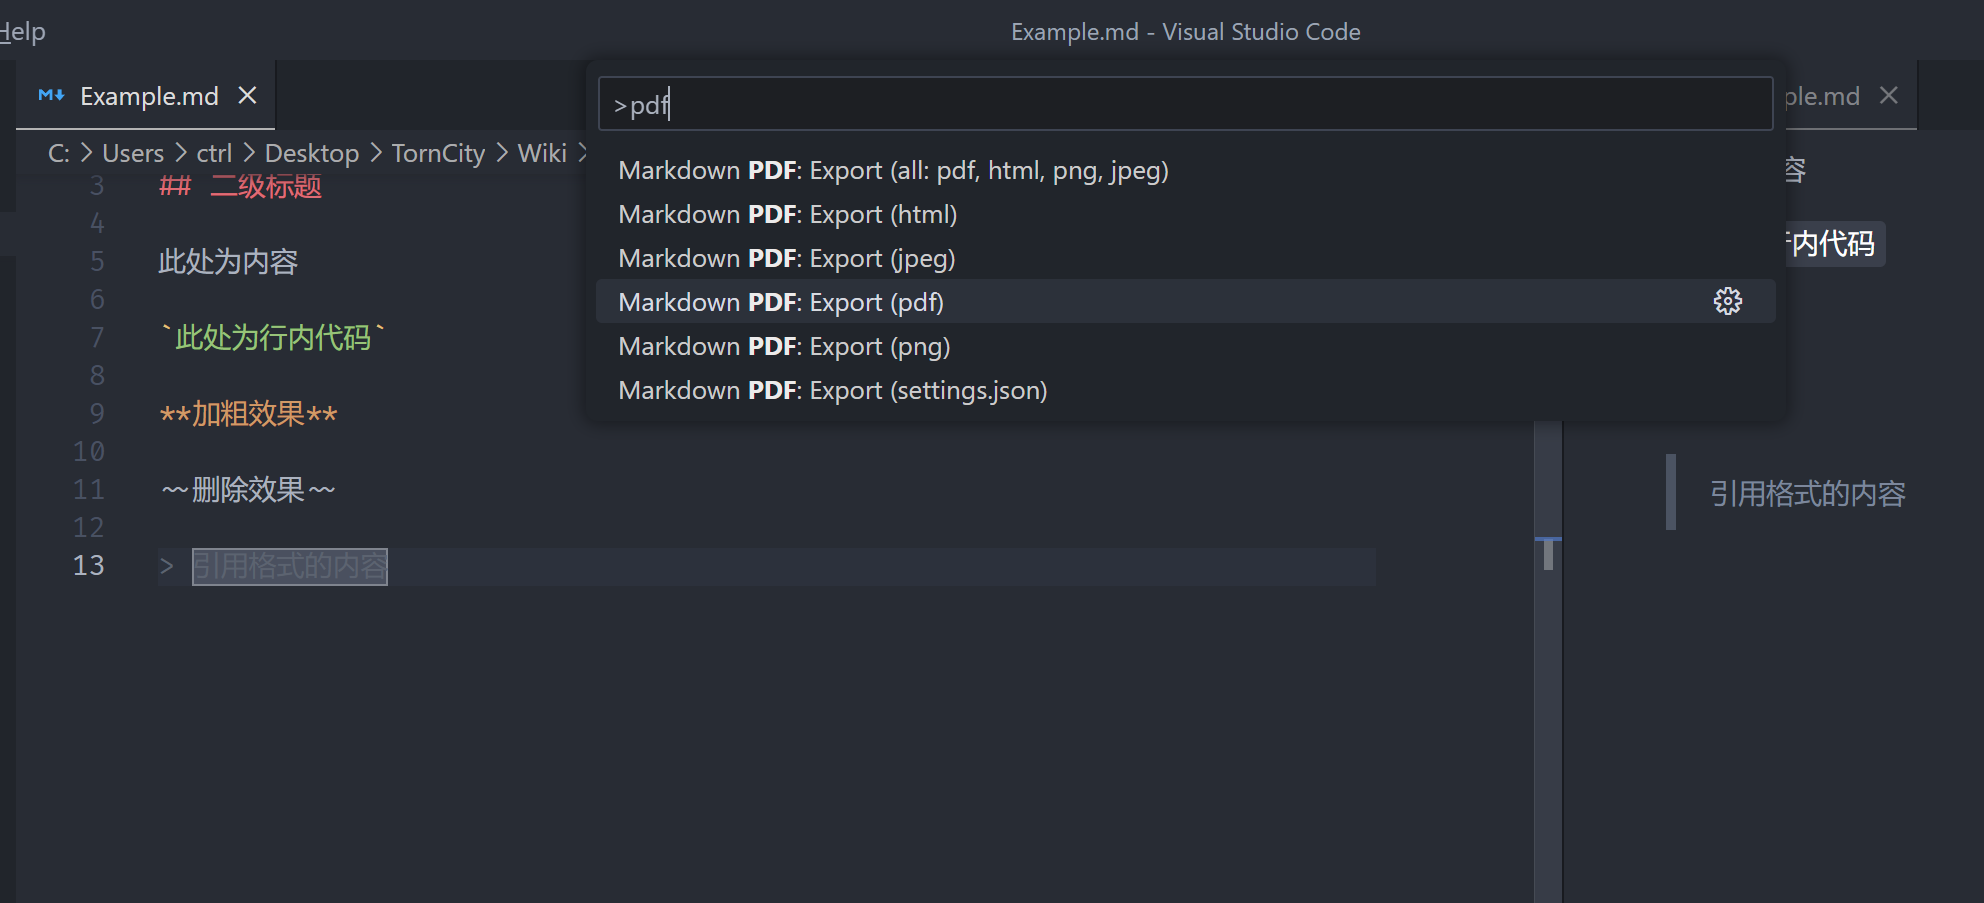 Help
Example.md - Visual Studio Code
Example.md
>pdf
ple.md
C: > Users > ctrl > Desktop > TornCity > Wiki >
Markdown PDF: Export (all: pdf, html, png, jpeg)
Markdown PDF: Export (html)
Markdown PDF: Export (jpeg)
Markdown PDF: Export (pdf)
Markdown PDF: Export (png)
Markdown PDF: Export (settings.json)
3 ## 二级标题
4
5 此处为内容
6
7 `此处为行内代码`
8
9 **加粗效果**
10
11 ~~删除效果~~
12
13 > 引用格式的内容
容
内代码
引用格式的内容